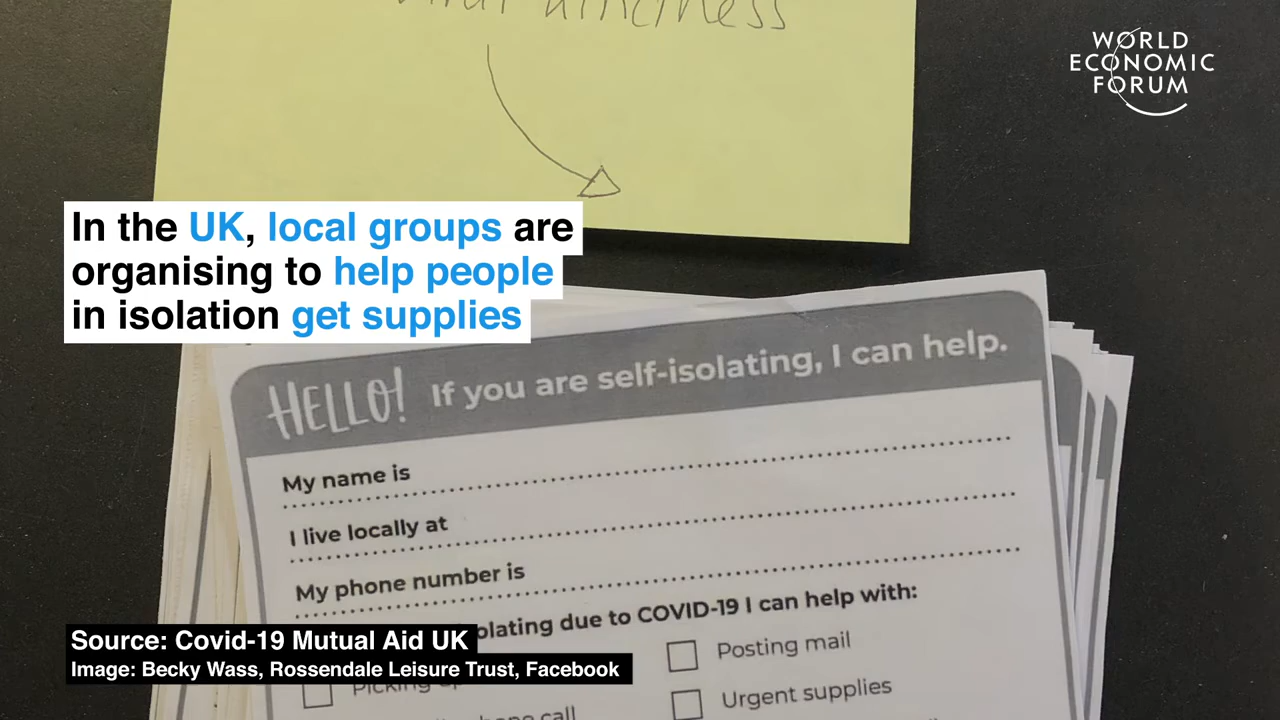 kindness
WORLD
ECONOMIC
FORUM
In the UK, local groups are
organising to help people
in isolation get supplies
HELLO! If you are self-isolating, I can help.
My name is
I live locally at
My phone number is
olating due to COVID-19 I can help with:
Source: Covid-19 Mutual Aid UK
Image: Becky Wass, Rossendale Leisure Trust, Facebook
Posting mail
Picking
Urgent supplies
call